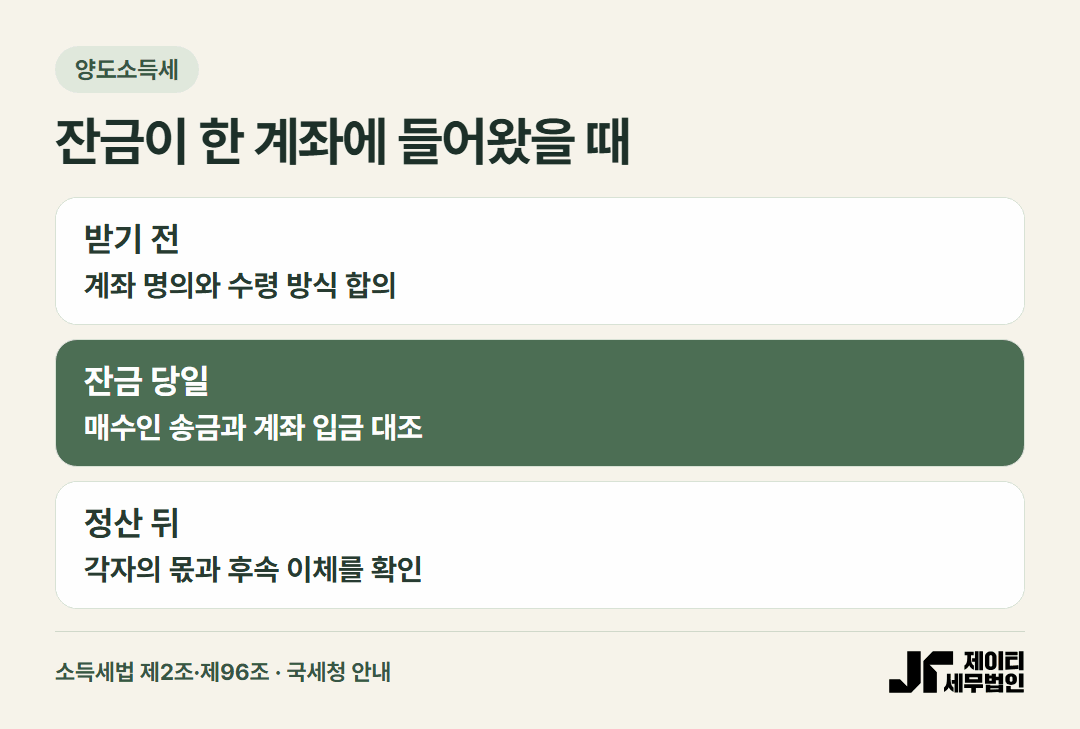 양도소득세
잔금이 한 계좌에 들어왔을 때
받기 전
계좌 명의와 수령 방식 합의
잔금 당일
매수인 송금과 계좌 입금 대조
정산 뒤
각자의 몫과 후속 이체를 확인
소득세법 제2조·제96조 · 국세청 안내
제이티
세무법인